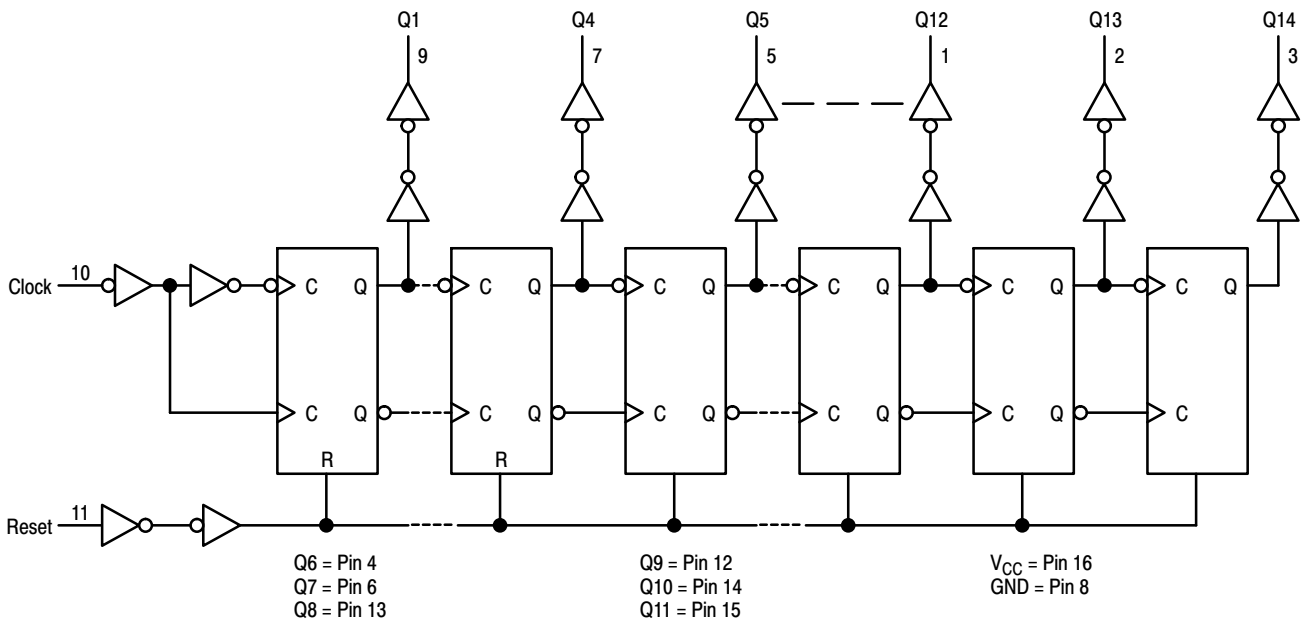 Q1 Q4 Q5 Q12 Q13 Q14
9 7 5 1 2 3
Clock 10 C Q C Q C Q C Q C Q C Q
C Q C Q C Q C Q C Q C
R R
Reset 11
Q6 = Pin 4
Q7 = Pin 6
Q8 = Pin 13
Q9 = Pin 12
Q10 = Pin 14
Q11 = Pin 15
VCC = Pin 16
GND = Pin 8